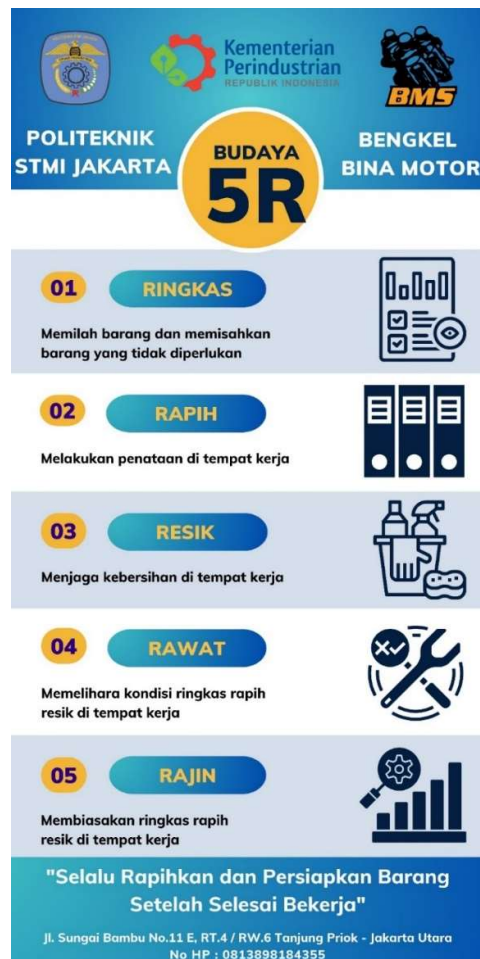 Kementerian
Perindustrian
REPUBLIK INDONESIA
BMS
POLITEKNIK
STMI JAKARTA
BUDAYA
5R
BENGKEL
BINA MOTOR
01
RINGKAS
Memilah barang dan memisahkan
barang yang tidak diperlukan
02
RAPIH
Melakukan penataan di tempat kerja
03
RESIK
Menjaga kebersihan di tempat kerja
04
RAWAT
Memelihara kondisi ringkas rapih
resik di tempat kerja
05
RAJIN
Membiasakan ringkas rapih
resik di tempat kerja
"Selalu Rapihkan dan Persiapkan Barang
Setelah Selesai Bekerja"
Jl. Sungai Bambu No.11 E, RT.4 / RW.6 Tanjung Priok - Jakarta Utara
No HP : 0813898184355